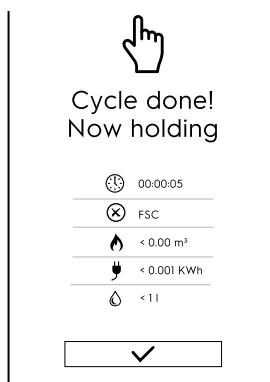 Cycle done!
Now holding
00:00:05
FSC
< 0.00 m³
< 0.001 KWh
< 1 l